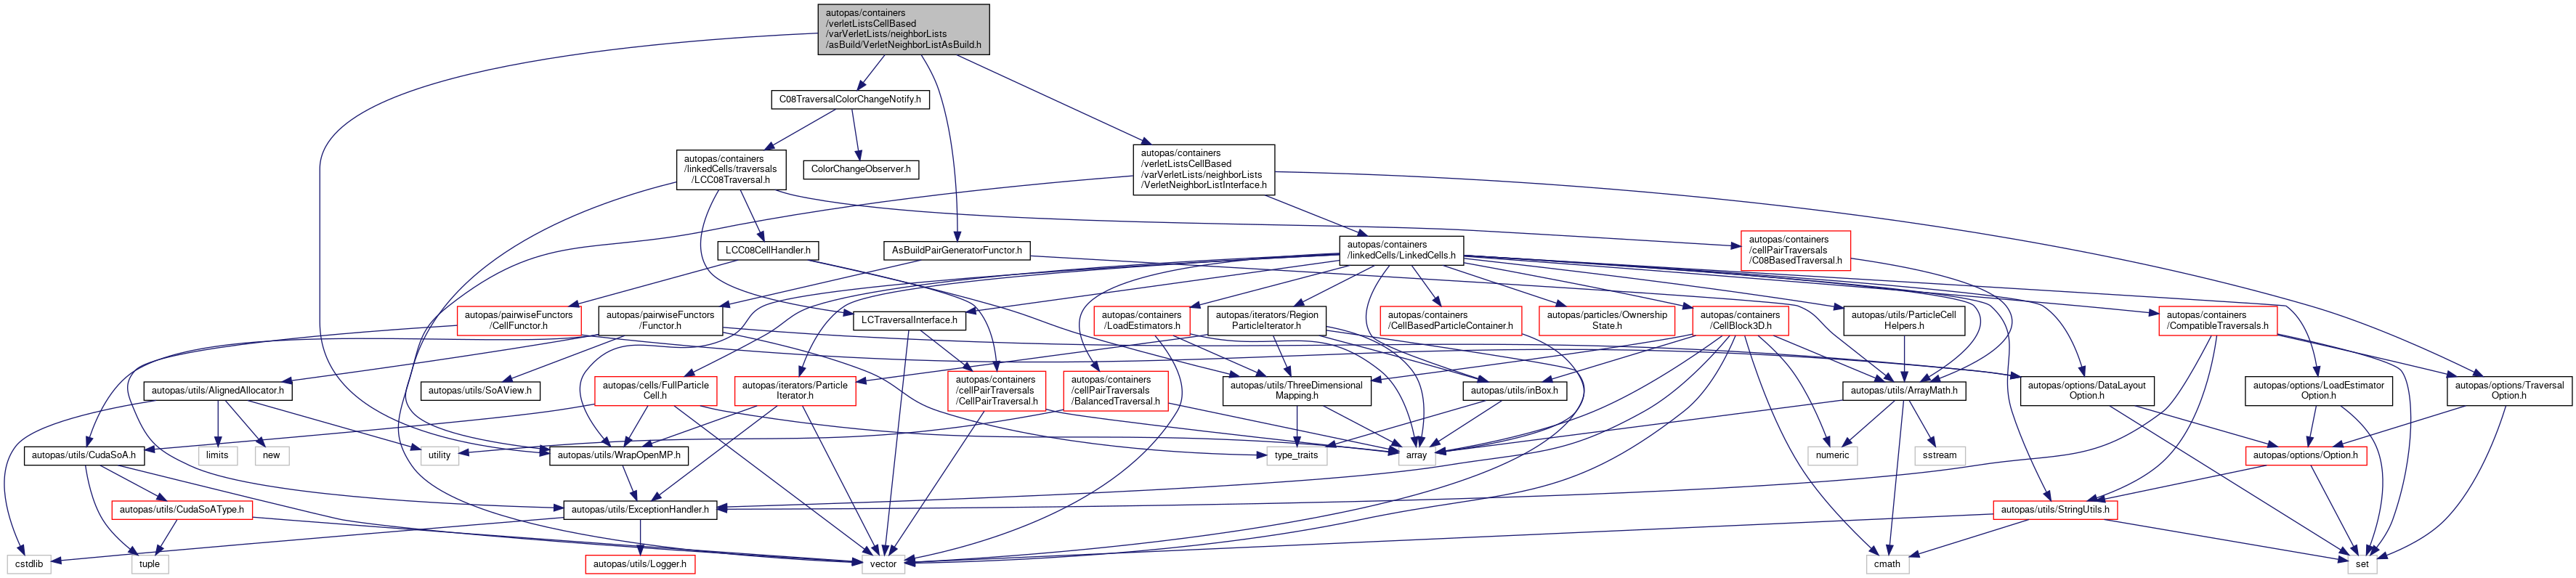 autopas/containers
/verletListsCellBased
/varVerletLists/neighborLists
/asBuild/VerletNeighborListAsBuild.h
C08TraversalColorChangeNotify.h
autopas/containers
/linkedCells/traversals
/LCC08Traversal.h
ColorChangeObserver.h
autopas/containers
/verletListsCellBased
/varVerletLists/neighborLists
/VerletNeighborListInterface.h
LCC08CellHandler.h
AsBuildPairGeneratorFunctor.h
autopas/containers
/linkedCells/LinkedCells.h
autopas/containers
/cellPairTraversals
/C08BasedTraversal.h
autopas/pairwiseFunctors
/CellFunctor.h
autopas/pairwiseFunctors
/Functor.h
LCTraversalInterface.h
autopas/containers
/LoadEstimators.h
autopas/iterators/Region
ParticleIterator.h
autopas/containers
/CellBasedParticleContainer.h
autopas/particles/Ownership
State.h
autopas/containers
/CellBlock3D.h
autopas/utils/ParticleCell
Helpers.h
autopas/containers
/CompatibleTraversals.h
autopas/utils/AlignedAllocator.h
autopas/utils/SoAView.h
autopas/cells/FullParticle
Cell.h
autopas/iterators/Particle
Iterator.h
autopas/containers
/cellPairTraversals
/CellPairTraversal.h
autopas/containers
/cellPairTraversals
/BalancedTraversal.h
autopas/utils/ThreeDimensional
Mapping.h
autopas/utils/inBox.h
autopas/utils/ArrayMath.h
autopas/options/DataLayout
Option.h
autopas/options/LoadEstimator
Option.h
autopas/options/Traversal
Option.h
autopas/utils/CudaSoA.h
limits
new
utility
autopas/utils/WrapOpenMP.h
type_traits
array
numeric
sstream
autopas/options/Option.h
autopas/utils/CudaSoAType.h
autopas/utils/ExceptionHandler.h
autopas/utils/StringUtils.h
cstdlib
tuple
autopas/utils/Logger.h
vector
cmath
set